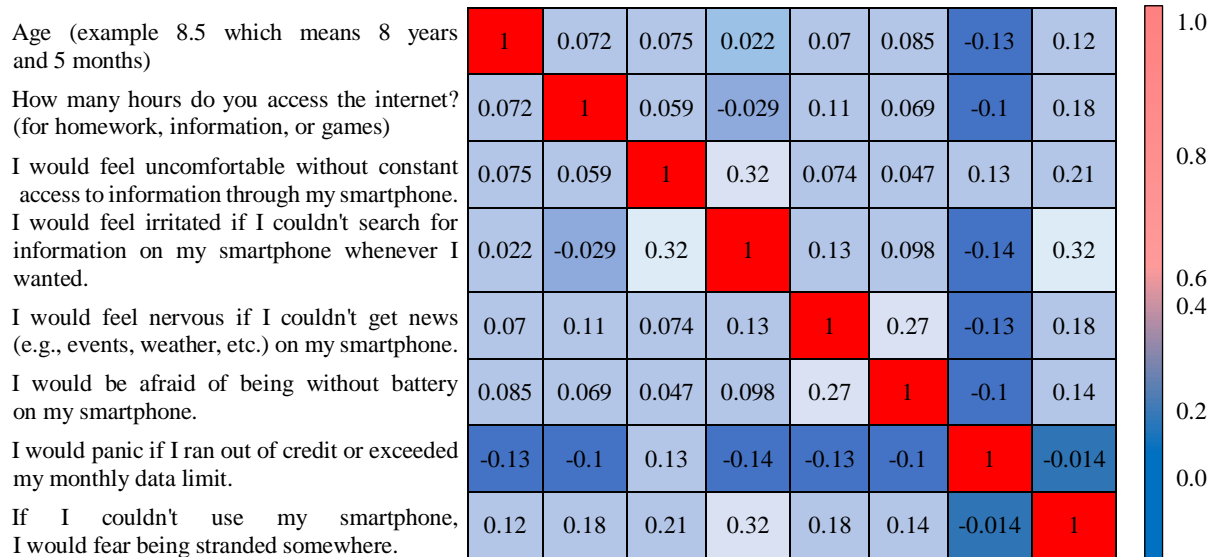 Age (example 8.5 which means 8 years
and 5 months)
1 0.072 0.075 0.022 0.07 0.085 -0.13 0.12
How many hours do you access the internet?
(for homework, information, or games)
0.072 1 0.059 -0.029 0.11 0.069 -0.1 0.18
I would feel uncomfortable without constant
access to information through my smartphone.
0.075 0.059 1 0.32 0.074 0.047 0.13 0.21
I would feel irritated if I couldn't search for
information on my smartphone whenever I
wanted.
0.022 -0.029 0.32 1 0.13 0.098 -0.14 0.32
I would feel nervous if I couldn't get news
(e.g., events, weather, etc.) on my smartphone.
0.07 0.11 0.074 0.13 1 0.27 -0.13 0.18
I would be afraid of being without battery
on my smartphone.
0.085 0.069 0.047 0.098 0.27 1 -0.1 0.14
I would panic if I ran out of credit or exceeded
my monthly data limit.
-0.13 -0.1 0.13 -0.14 -0.13 -0.1 1 -0.014
If I couldn't use my smartphone,
I would fear being stranded somewhere.
0.12 0.18 0.21 0.32 0.18 0.14 -0.014 1
1.0
0.8
0.6
0.4
0.2
0.0